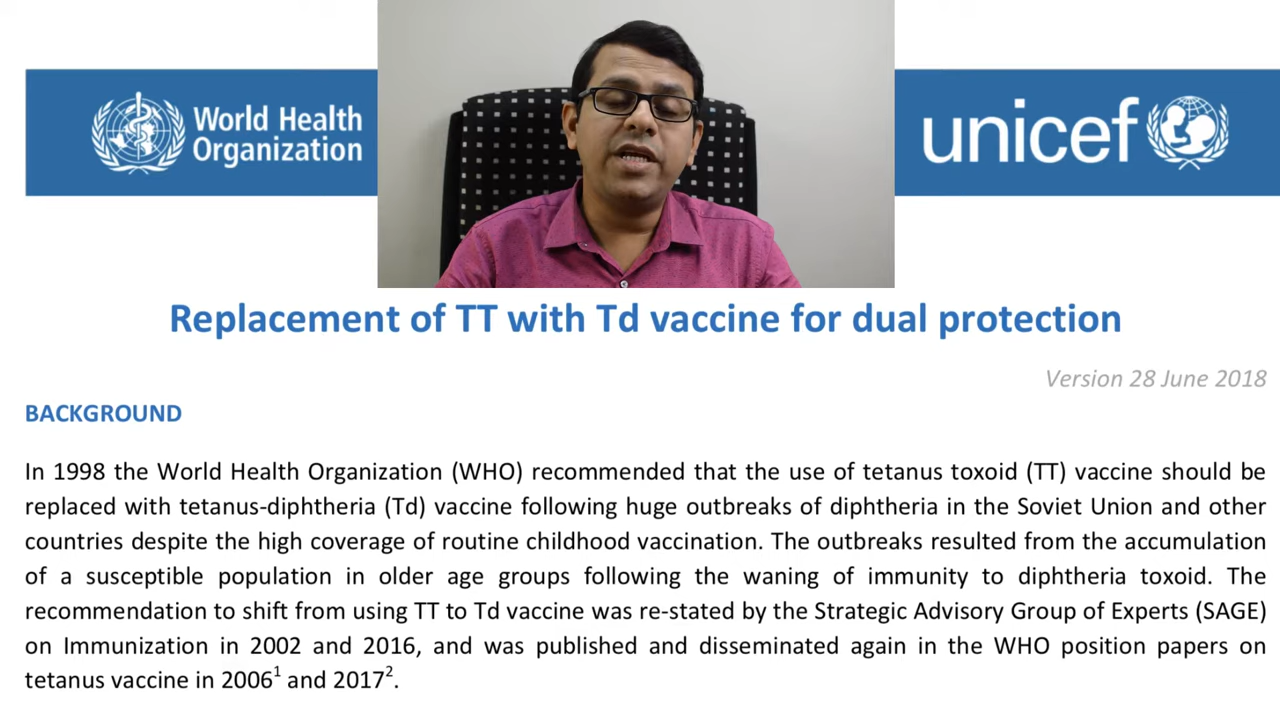 World Health
Organization
unicef
Replacement of TT with Td vaccine for dual protection
Version 28 June 2018
BACKGROUND
In 1998 the World Health Organization (WHO) recommended that the use of tetanus toxoid (TT) vaccine should be
replaced with tetanus-diphtheria (Td) vaccine following huge outbreaks of diphtheria in the Soviet Union and other
countries despite the high coverage of routine childhood vaccination. The outbreaks resulted from the accumulation
of a susceptible population in older age groups following the waning of immunity to diphtheria toxoid. The
recommendation to shift from using TT to Td vaccine was re-stated by the Strategic Advisory Group of Experts (SAGE)
on Immunization in 2002 and 2016, and was published and disseminated again in the WHO position papers on
tetanus vaccine in 2006¹ and 2017².